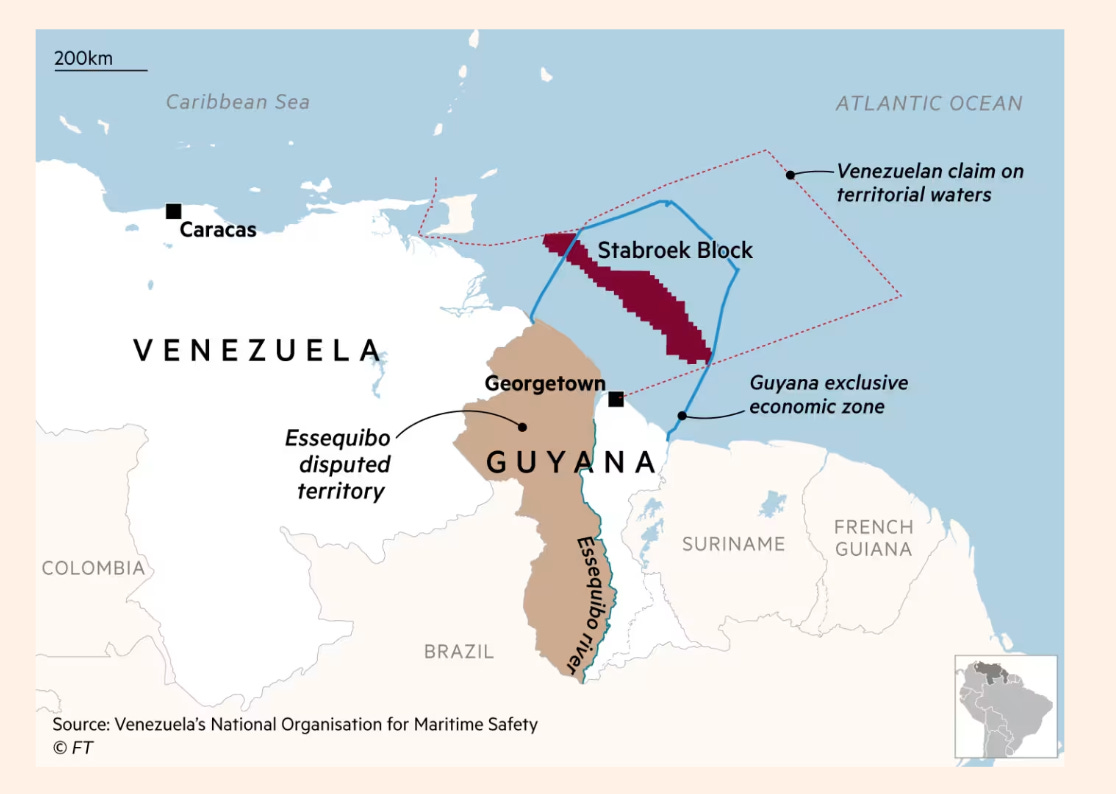 200km
Caribbean Sea
ATLANTIC OCEAN
Venezuelan claim on
territorial waters
Caracas
Stabroek Block
VENEZUELA
Georgetown
Guyana exclusive
economic zone
Essequibo
disputed
territory
GUYANA
Essequibo river
COLOMBIA
SURINAME
FRENCH
GUIANA
BRAZIL
Source: Venezuela's National Organisation for Maritime Safety
© FT